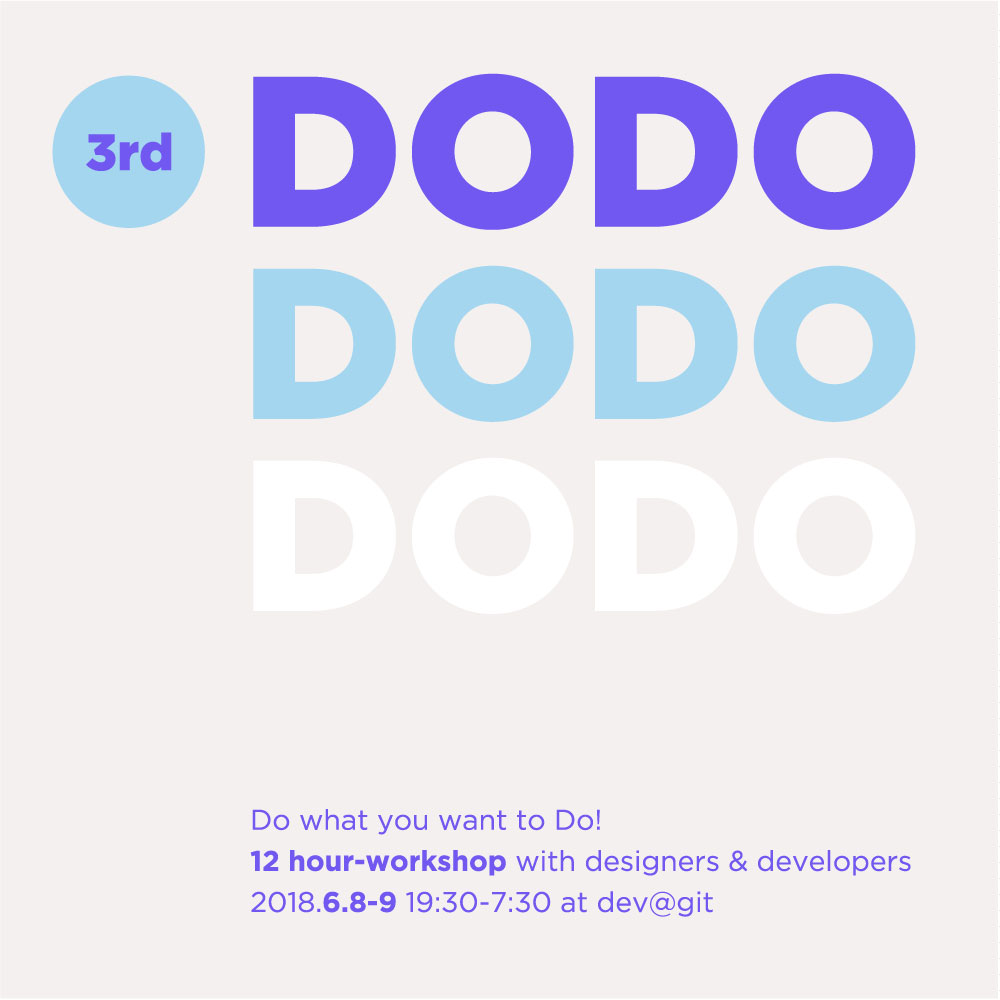 3rd
DODO
DODO
DODO
Do what you want to Do!
12 hour-workshop with designers & developers
2018.6.8-9 19:30-7:30 at dev@git